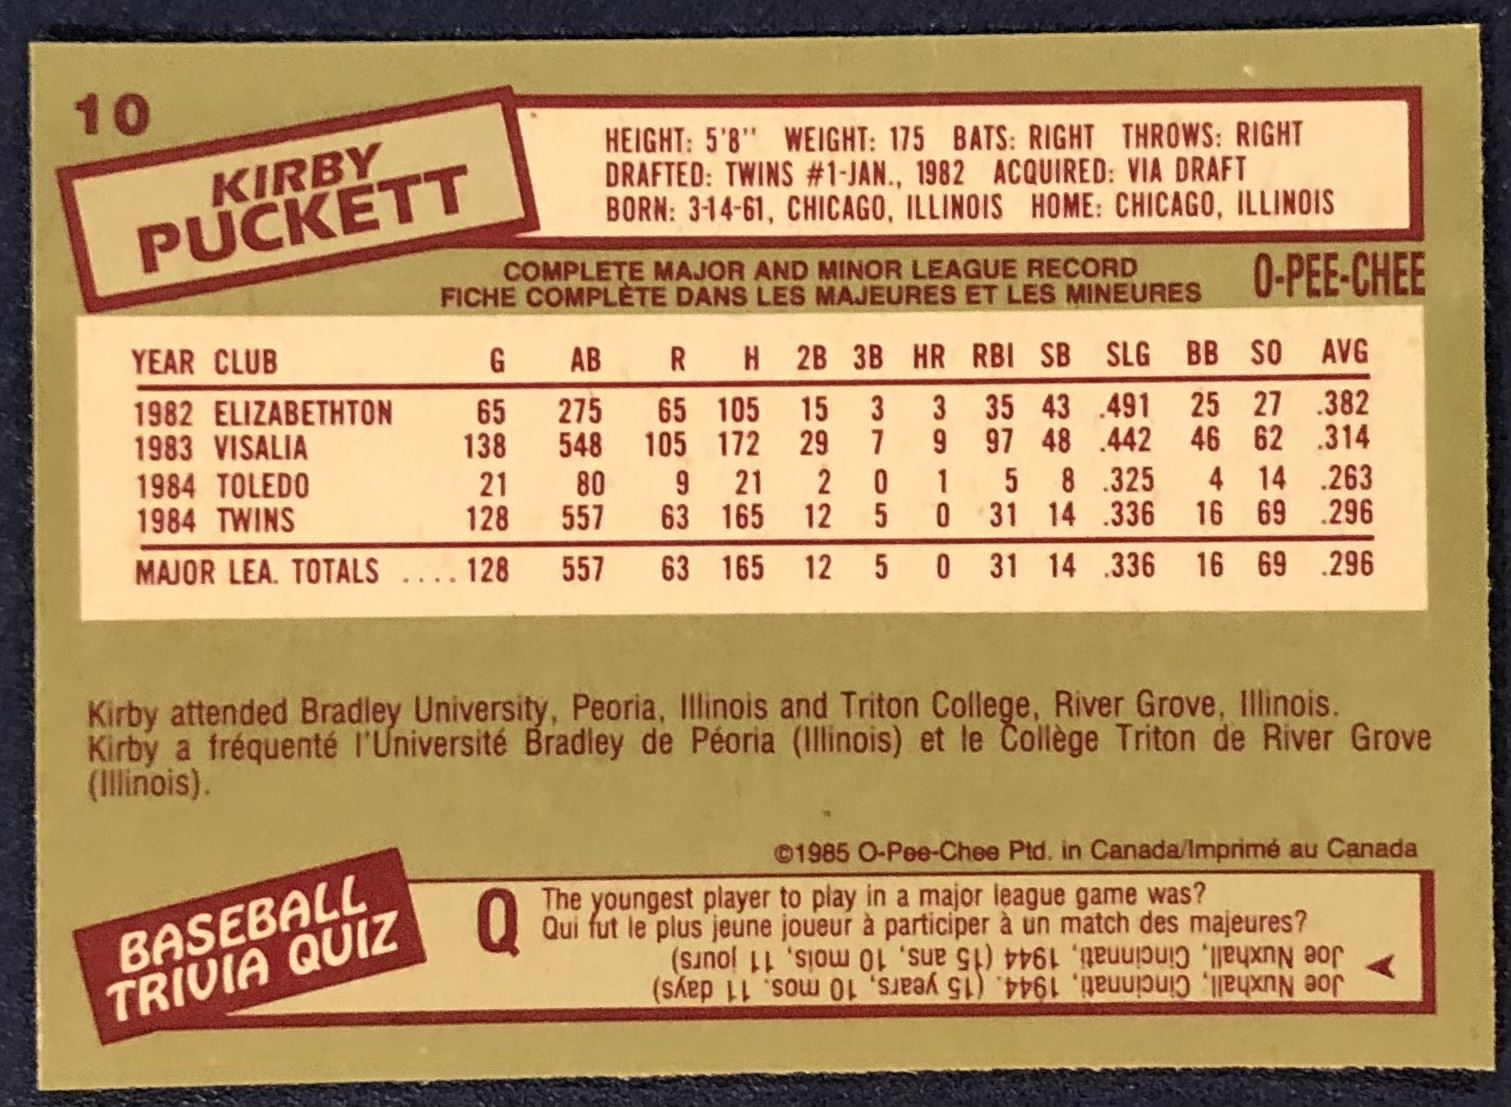 10
KIRBY
PUCKETT
HEIGHT: 5'8" WEIGHT: 175 BATS: RIGHT THROWS: RIGHT
DRAFTED: TWINS #1-JAN., 1982 ACQUIRED: VIA DRAFT
BORN: 3-14-61, CHICAGO, ILLINOIS HOME: CHICAGO, ILLINOIS
COMPLETE MAJOR AND MINOR LEAGUE RECORD
FICHE COMPLÈTE DANS LES MAJEURES ET LES MINEURES
O-PEE-CHEE
YEAR CLUB G AB R H 2B 3B HR RBI SB SLG BB SO AVG
1982 ELIZABETHTON 65 275 65 105 15 3 3 35 43 .491 25 27 .382
1983 VISALIA 138 548 105 172 29 7 9 97 48 .442 46 62 .314
1984 TOLEDO 21 80 9 21 2 0 1 5 8 .325 4 14 .263
1984 TWINS 128 557 63 165 12 5 0 31 14 .336 16 69 .296
MAJOR LEA. TOTALS .... 128 557 63 165 12 5 0 31 14 .336 16 69 .296
Kirby attended Bradley University, Peoria, Illinois and Triton College, River Grove, Illinois.
Kirby a fréquenté l'Université Bradley de Péoria (Illinois) et le Collège Triton de River Grove
(Illinois).
©1985 O-Pee-Chee Ptd. in Canada/Imprimé au Canada
BASEBALL
TRIVIA QUIZ
Q
The youngest player to play in a major league game was?
Qui fut le plus jeune joueur à participer à un match des majeures?
Joe Nuxhall, Cincinnati, 1944. (15 years, 10 mos. 11 days)
Joe Nuxhall, Cincinnati, 1944 (15 ans, 10 mois, 11 jours)